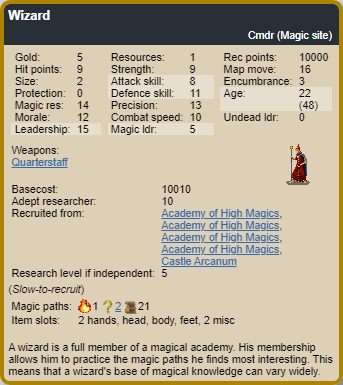 Wizard
Cmdr (Magic site)
Gold: 5 Resources: 1 Rec points: 10000
Hit points: 9 Strength: 9 Map move: 16
Size: 2 Attack skill: 8 Encumbrance: 3
Protection: 0 Defence skill: 11 Age: 22
Magic res: 14 Precision: 13 (48)
Morale: 12 Combat speed: 10 Undead ldr: 0
Leadership: 15 Magic ldr: 5
Weapons:
Quarterstaff
Basecost: 10010
Adept researcher: 10
Recruited from: Academy of High Magics,
Academy of High Magics,
Academy of High Magics,
Academy of High Magics,
Castle Arcanum
Research level if independent: 5
(Slow-to-recruit)
Magic paths: 1 ? 2 21
Item slots: 2 hands, head, body, feet, 2 misc
A wizard is a full member of a magical academy. His membership
allows him to practice the magic paths he finds most interesting. This
means that a wizard's base of magical knowledge can vary widely.